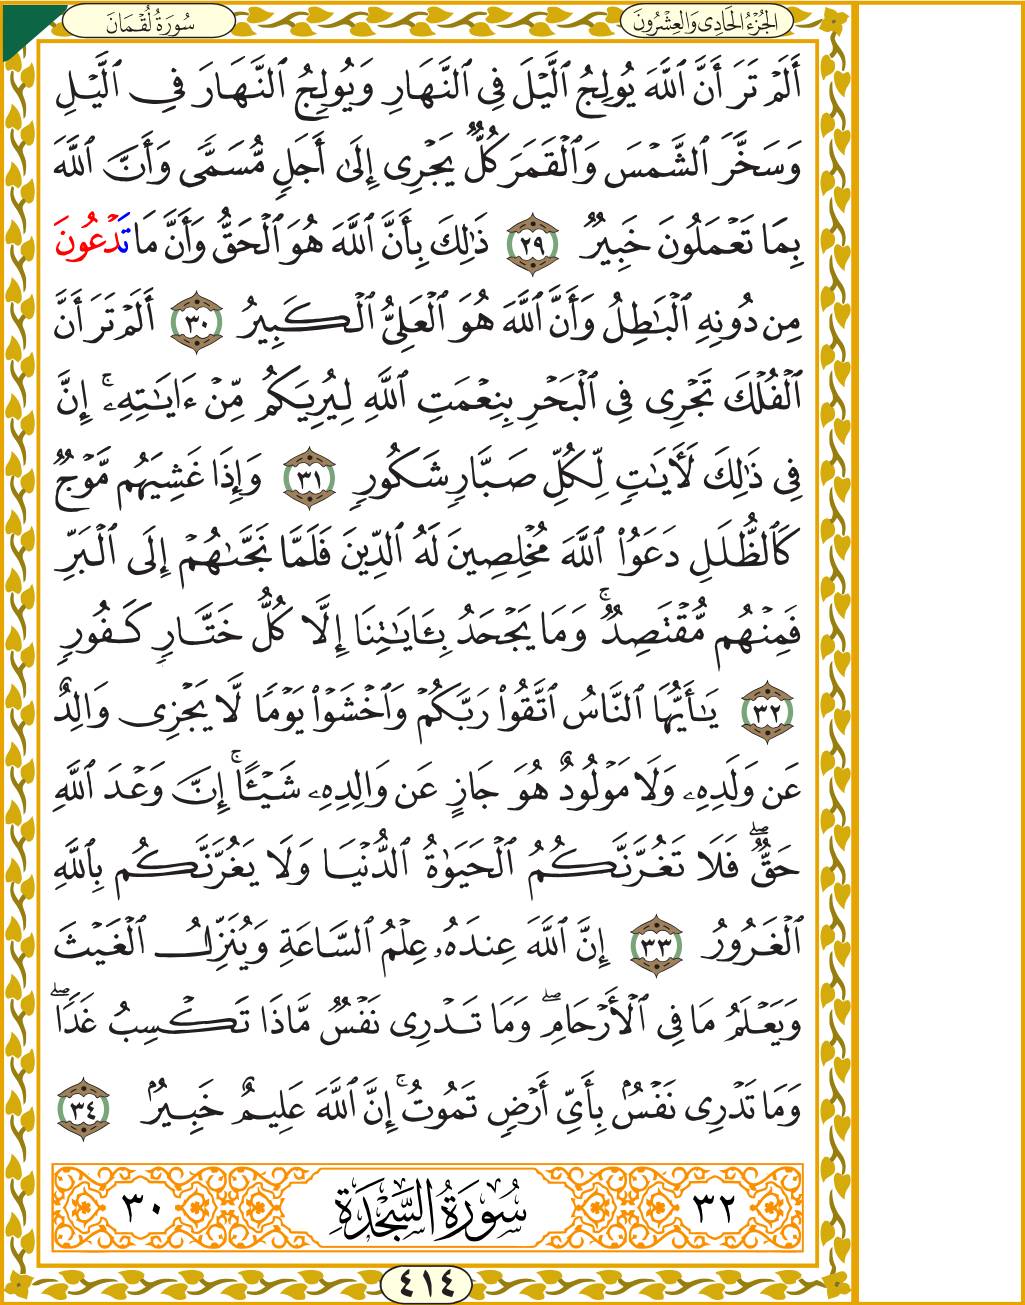 الجُزْءُ الحَادِى وَالعِشْرُونَ
سُورَةُ لُقْمَانَ
أَلَمْ تَرَ أَنَّ ٱللَّهَ يُولِجُ ٱلَّيْلَ فِى ٱلنَّهَارِ وَيُولِجُ ٱلنَّهَارَ فِى ٱلَّيْلِ
وَسَخَّرَ ٱلشَّمْسَ وَٱلْقَمَرَ كُلٌّ يَجْرِى إِلَىٰ أَجَلٍ مُّسَمًّى وَأَنَّ ٱللَّهَ
بِمَا تَعْمَلُونَ خَبِيرٌ ٢٩ ذَٰلِكَ بِأَنَّ ٱللَّهَ هُوَ ٱلْحَقُّ وَأَنَّ مَا تَدْعُونَ
مِن دُونِهِ ٱلْبَٰطِلُ وَأَنَّ ٱللَّهَ هُوَ ٱلْعَلِىُّ ٱلْكَبِيرُ ٣٠ أَلَمْ تَرَ أَنَّ
ٱلْفُلْكَ تَجْرِى فِى ٱلْبَحْرِ بِنِعْمَتِ ٱللَّهِ لِيُرِيَكُم مِّنْ ءَايَٰتِهِۦٓ ۚ إِنَّ
فِى ذَٰلِكَ لَأَيَٰتٍ لِّكُلِّ صَبَّارٍ شَكُورٍ ٣١ وَإِذَا غَشِيَهُم مَّوْجٌ
كَٱلظُّلَلِ دَعَوُا۟ ٱللَّهَ مُخْلِصِينَ لَهُ ٱلدِّينَ فَلَمَّا نَجَّىٰهُمْ إِلَى ٱلْبَرِّ
فَمِنْهُم مُّقْتَصِدٌ ۚ وَمَا يَجْحَدُ بِـَٔايَٰتِنَا إِلَّا كُلُّ خَتَّارٍ كَفُورٍ
٣٢ يَٰٓأَيُّهَا ٱلنَّاسُ ٱتَّقُوا۟ رَبَّكُمْ وَٱخْشَوْا۟ يَوْمًا لَّا يَجْزِى وَالِدٌ
عَن وَلَدِهِۦ وَلَا مَوْلُودٌ هُوَ جَازٍ عَن وَالِدِهِۦ شَيْـًٔا ۚ إِنَّ وَعْدَ ٱللَّهِ
حَقٌّ ۖ فَلَا تَغُرَّنَّكُمُ ٱلْحَيَوٰةُ ٱلدُّنْيَا وَلَا يَغُرَّنَّكُم بِٱللَّهِ
ٱلْغَرُورُ ٣٣ إِنَّ ٱللَّهَ عِندَهُۥ عِلْمُ ٱلسَّاعَةِ وَيُنَزِّلُ ٱلْغَيْثَ
وَيَعْلَمُ مَا فِى ٱلْأَرْحَامِ ۖ وَمَا تَدْرِى نَفْسٌ مَّاذَا تَكْسِبُ غَدًا ۖ
وَمَا تَدْرِى نَفْسٌۢ بِأَىِّ أَرْضٍ تَمُوتُ ۚ إِنَّ ٱللَّهَ عَلِيمٌ خَبِيرٌۢ ٣٤
٣٢ سُورَةُ السَّجْدَةِ ٣٠
٤١٤